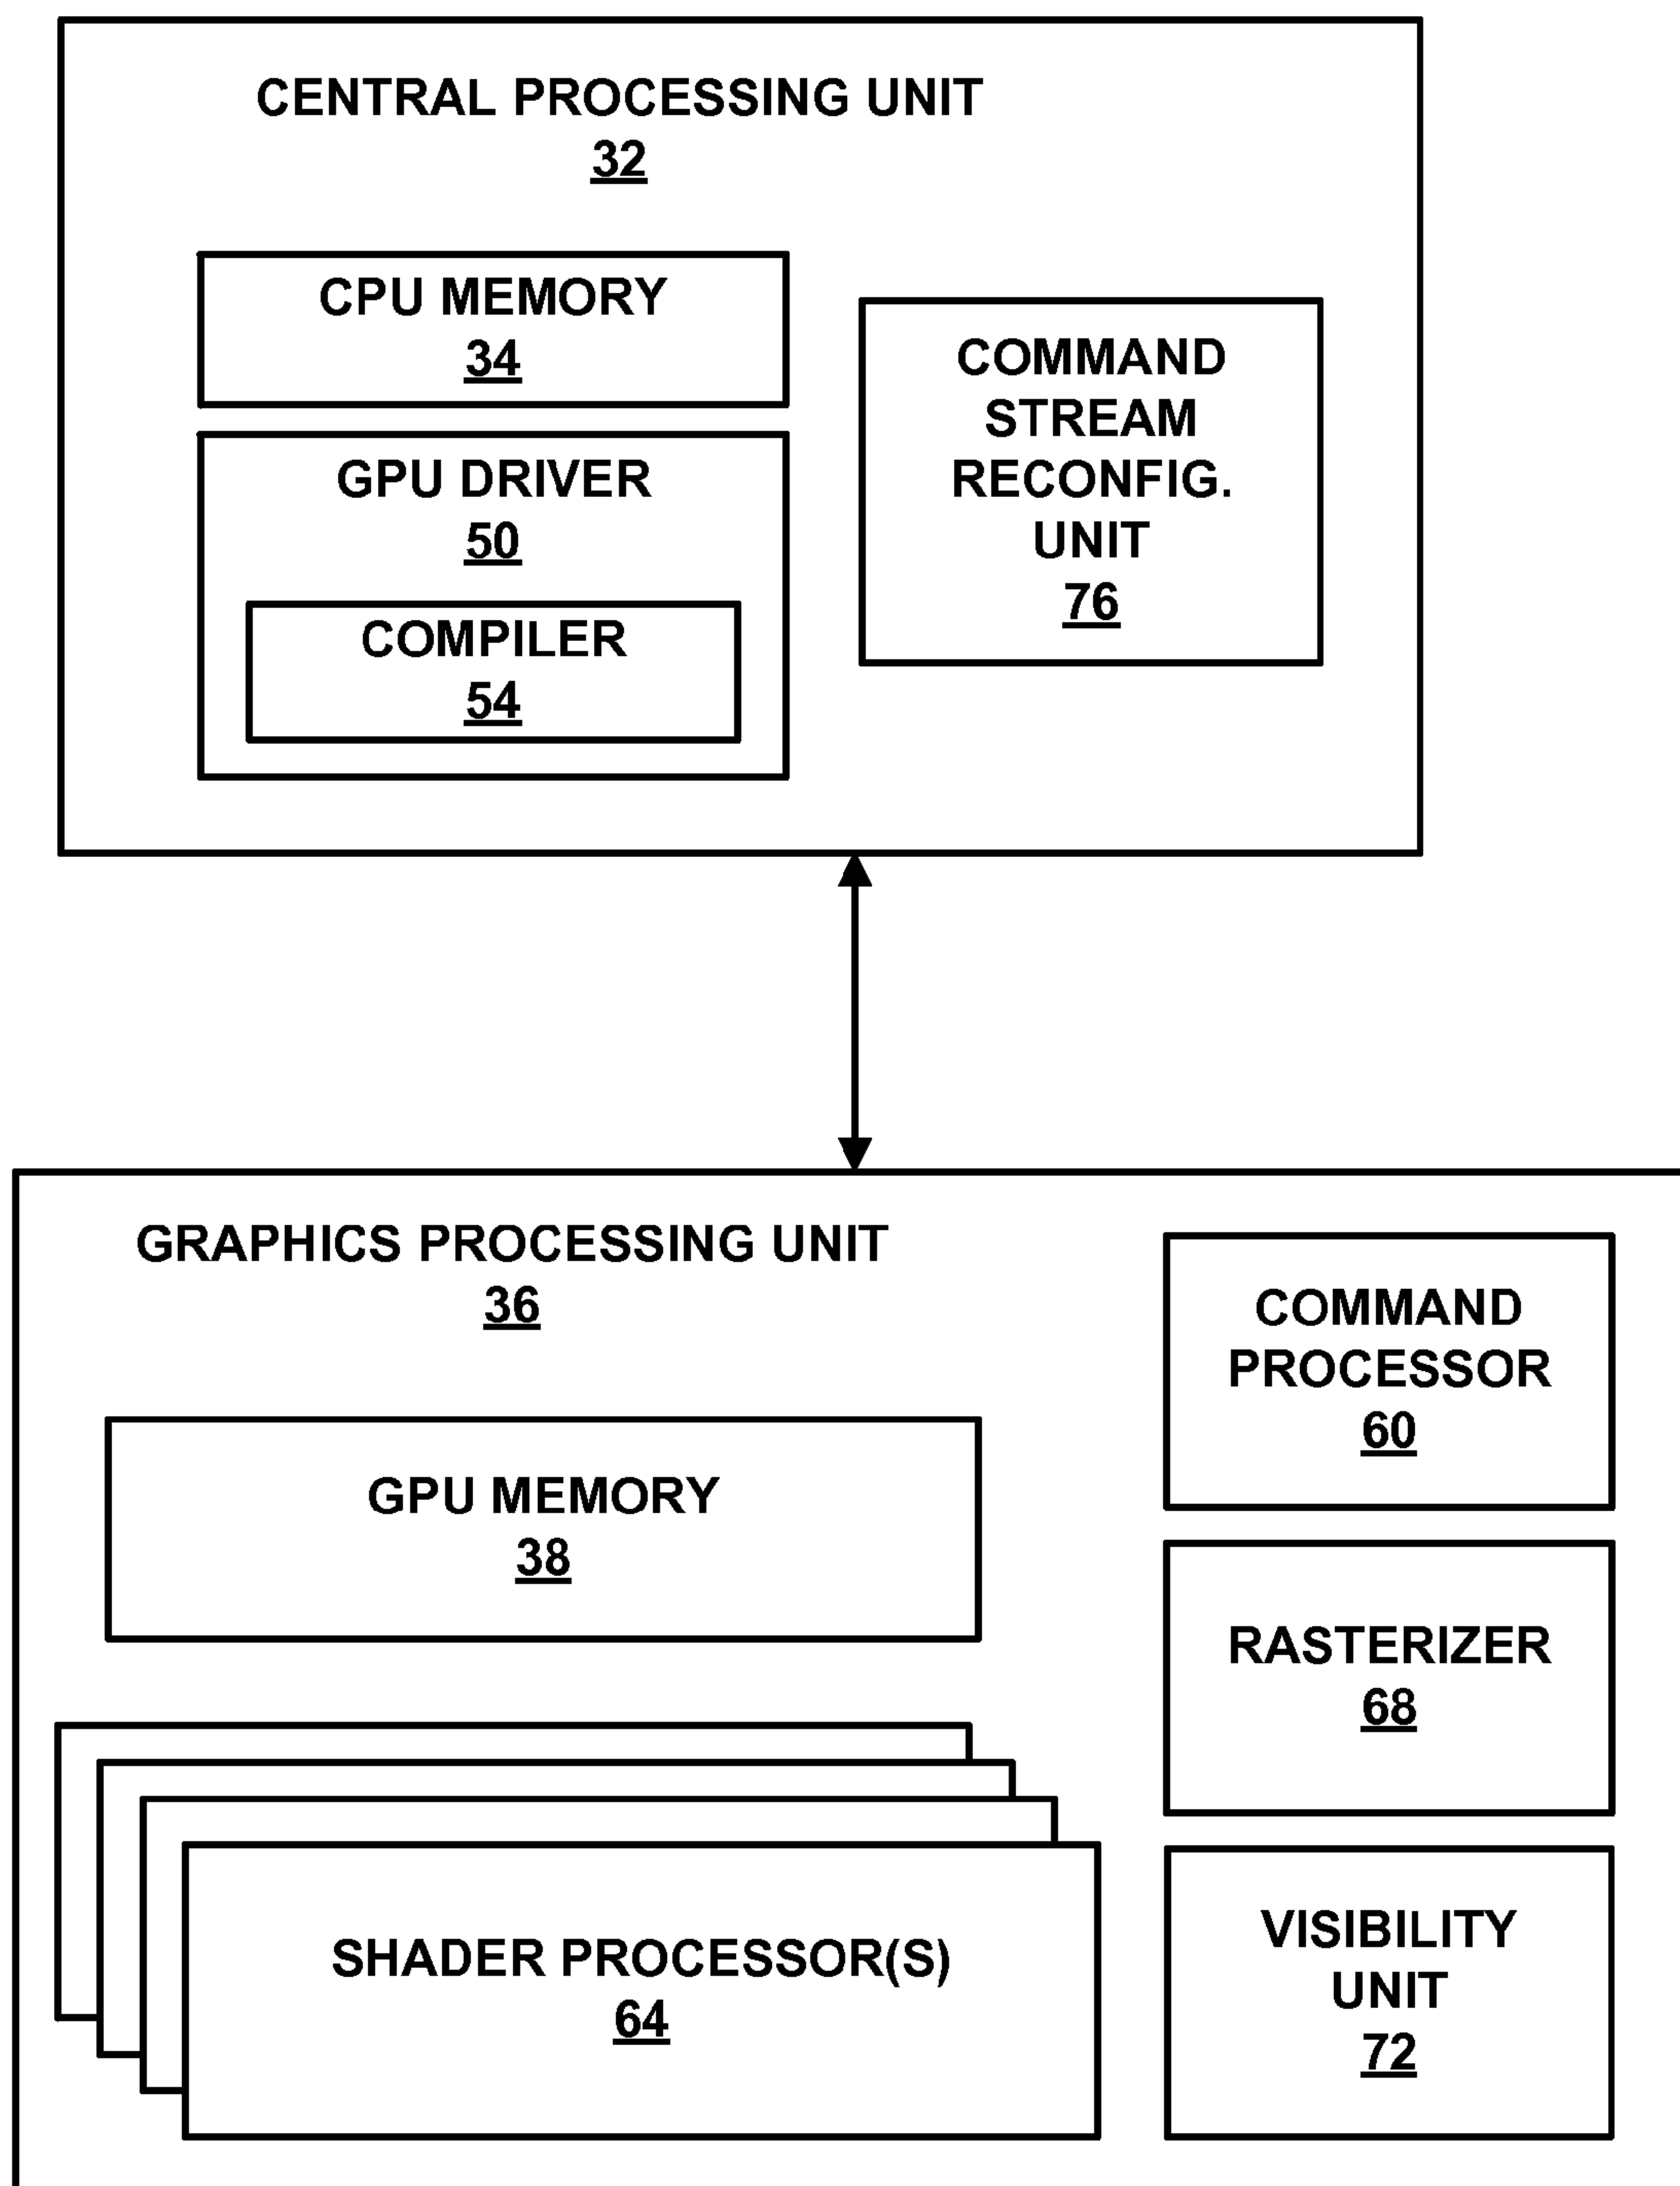 CENTRAL PROCESSING UNIT
32
CPU MEMORY
34
GPU DRIVER
50
COMPILER
54
COMMAND
STREAM
RECONFIG.
UNIT
76
GRAPHICS PROCESSING UNIT
36
GPU MEMORY
38
SHADER PROCESSOR(S)
64
COMMAND
PROCESSOR
60
RASTERIZER
68
VISIBILITY
UNIT
72